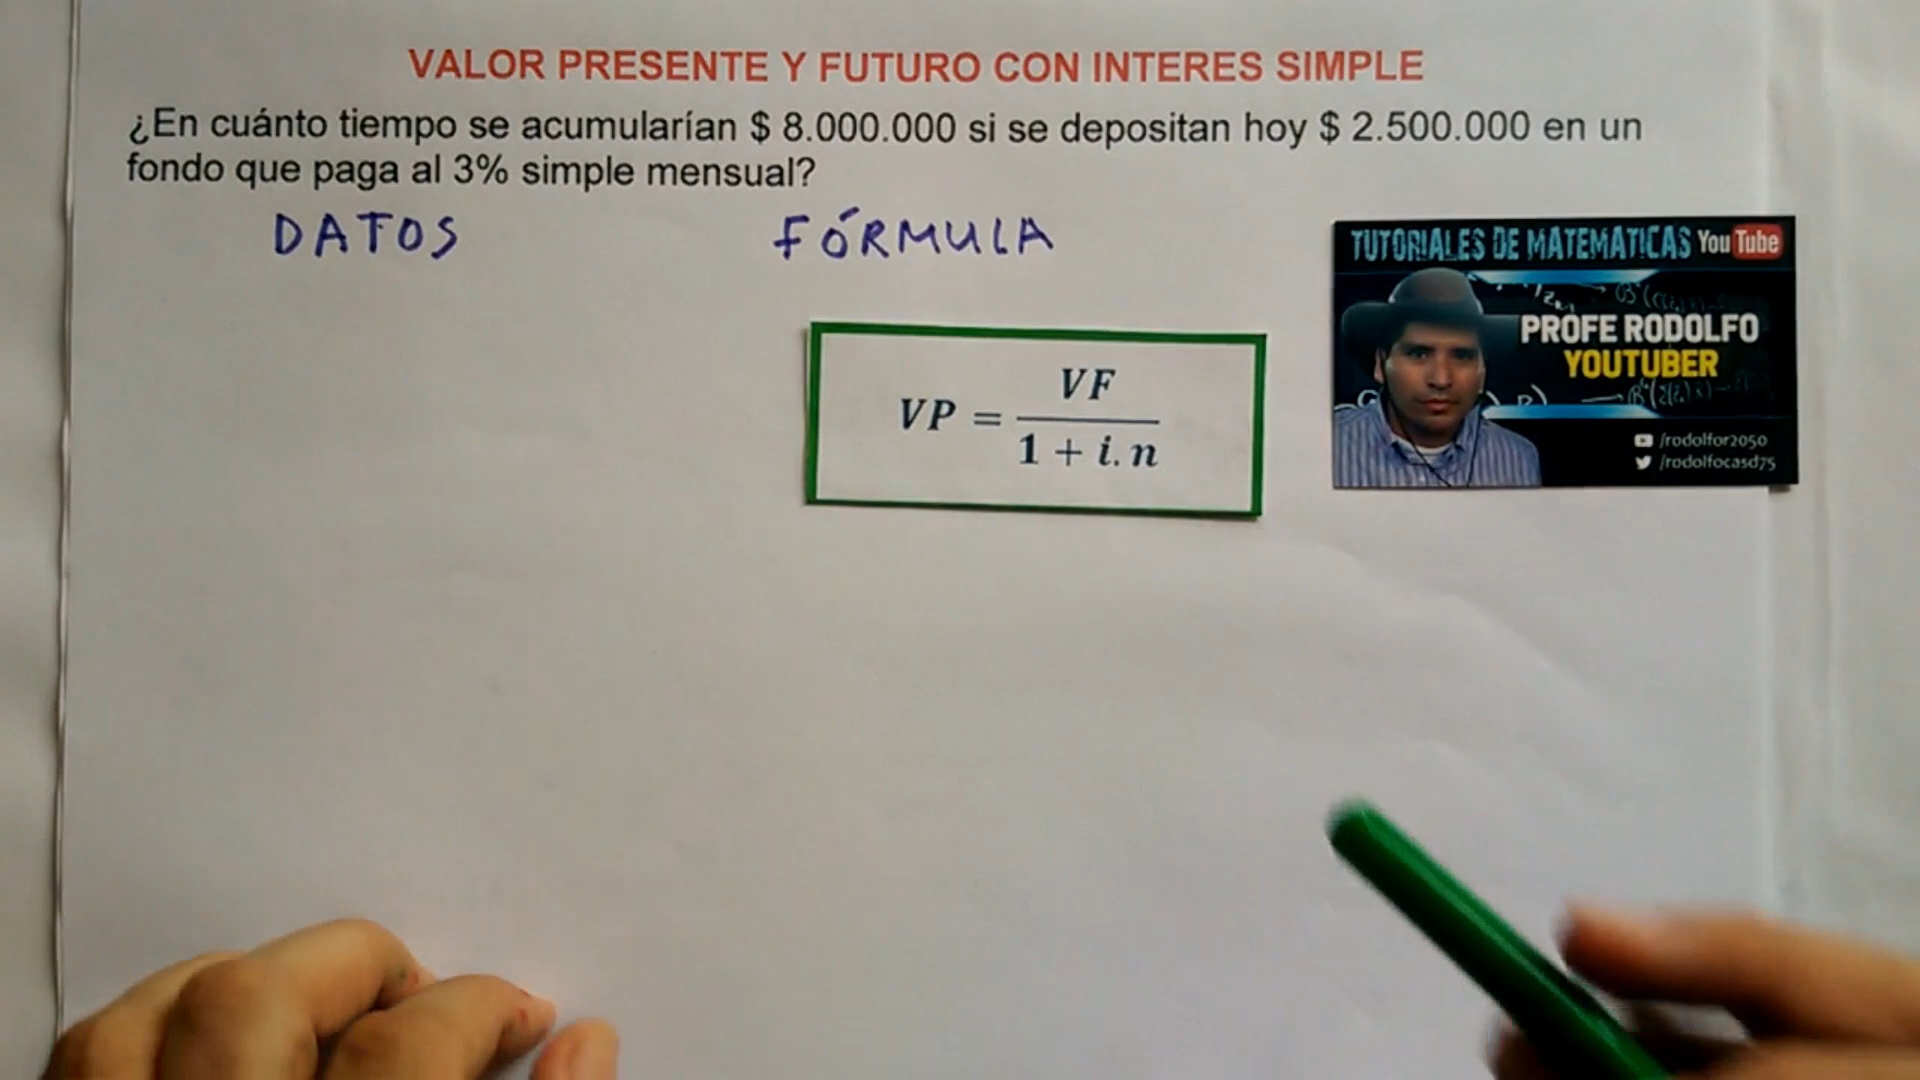 VALOR PRESENTE Y FUTURO CON INTERES SIMPLE
¿En cuánto tiempo se acumularían $ 8.000.000 si se depositan hoy $ 2.500.000 en un
fondo que paga al 3% simple mensual?
DATOS
FÓRMULA
VP = VF / 1 + i. n
TUTORIALES DE MATEMATICAS YouTube
PROFE RODOLFO
YOUTUBER
/rodolfor2050
/rodolfocasd75